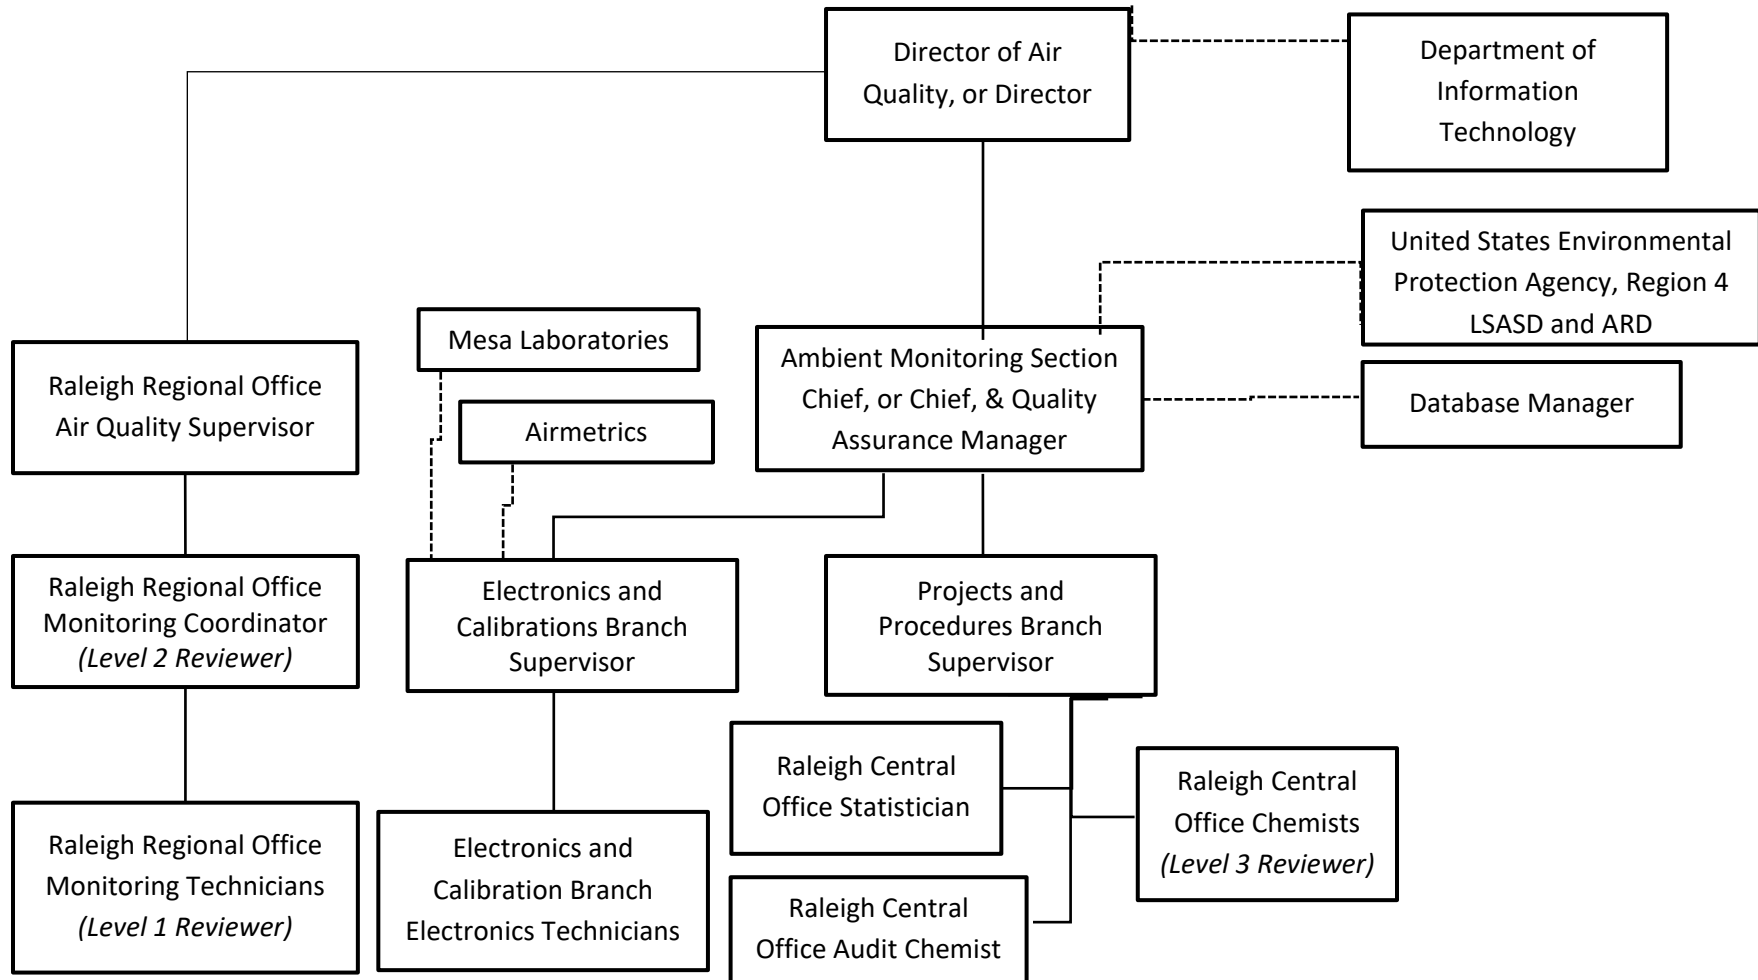 Director of Air
Quality, or Director
Department of
Information
Technology
United States Environmental
Protection Agency, Region 4
LSASD and ARD
Mesa Laboratories
Ambient Monitoring Section
Chief, or Chief, & Quality
Assurance Manager
Raleigh Regional Office
Air Quality Supervisor
Airmetrics
Database Manager
Raleigh Regional Office
Monitoring Coordinator
(Level 2 Reviewer)
Electronics and
Calibrations Branch
Supervisor
Projects and
Procedures Branch
Supervisor
Raleigh Central
Office Statistician
Raleigh Central
Office Chemists
(Level 3 Reviewer)
Raleigh Regional Office
Monitoring Technicians
(Level 1 Reviewer)
Electronics and
Calibration Branch
Electronics Technicians
Raleigh Central
Office Audit Chemist